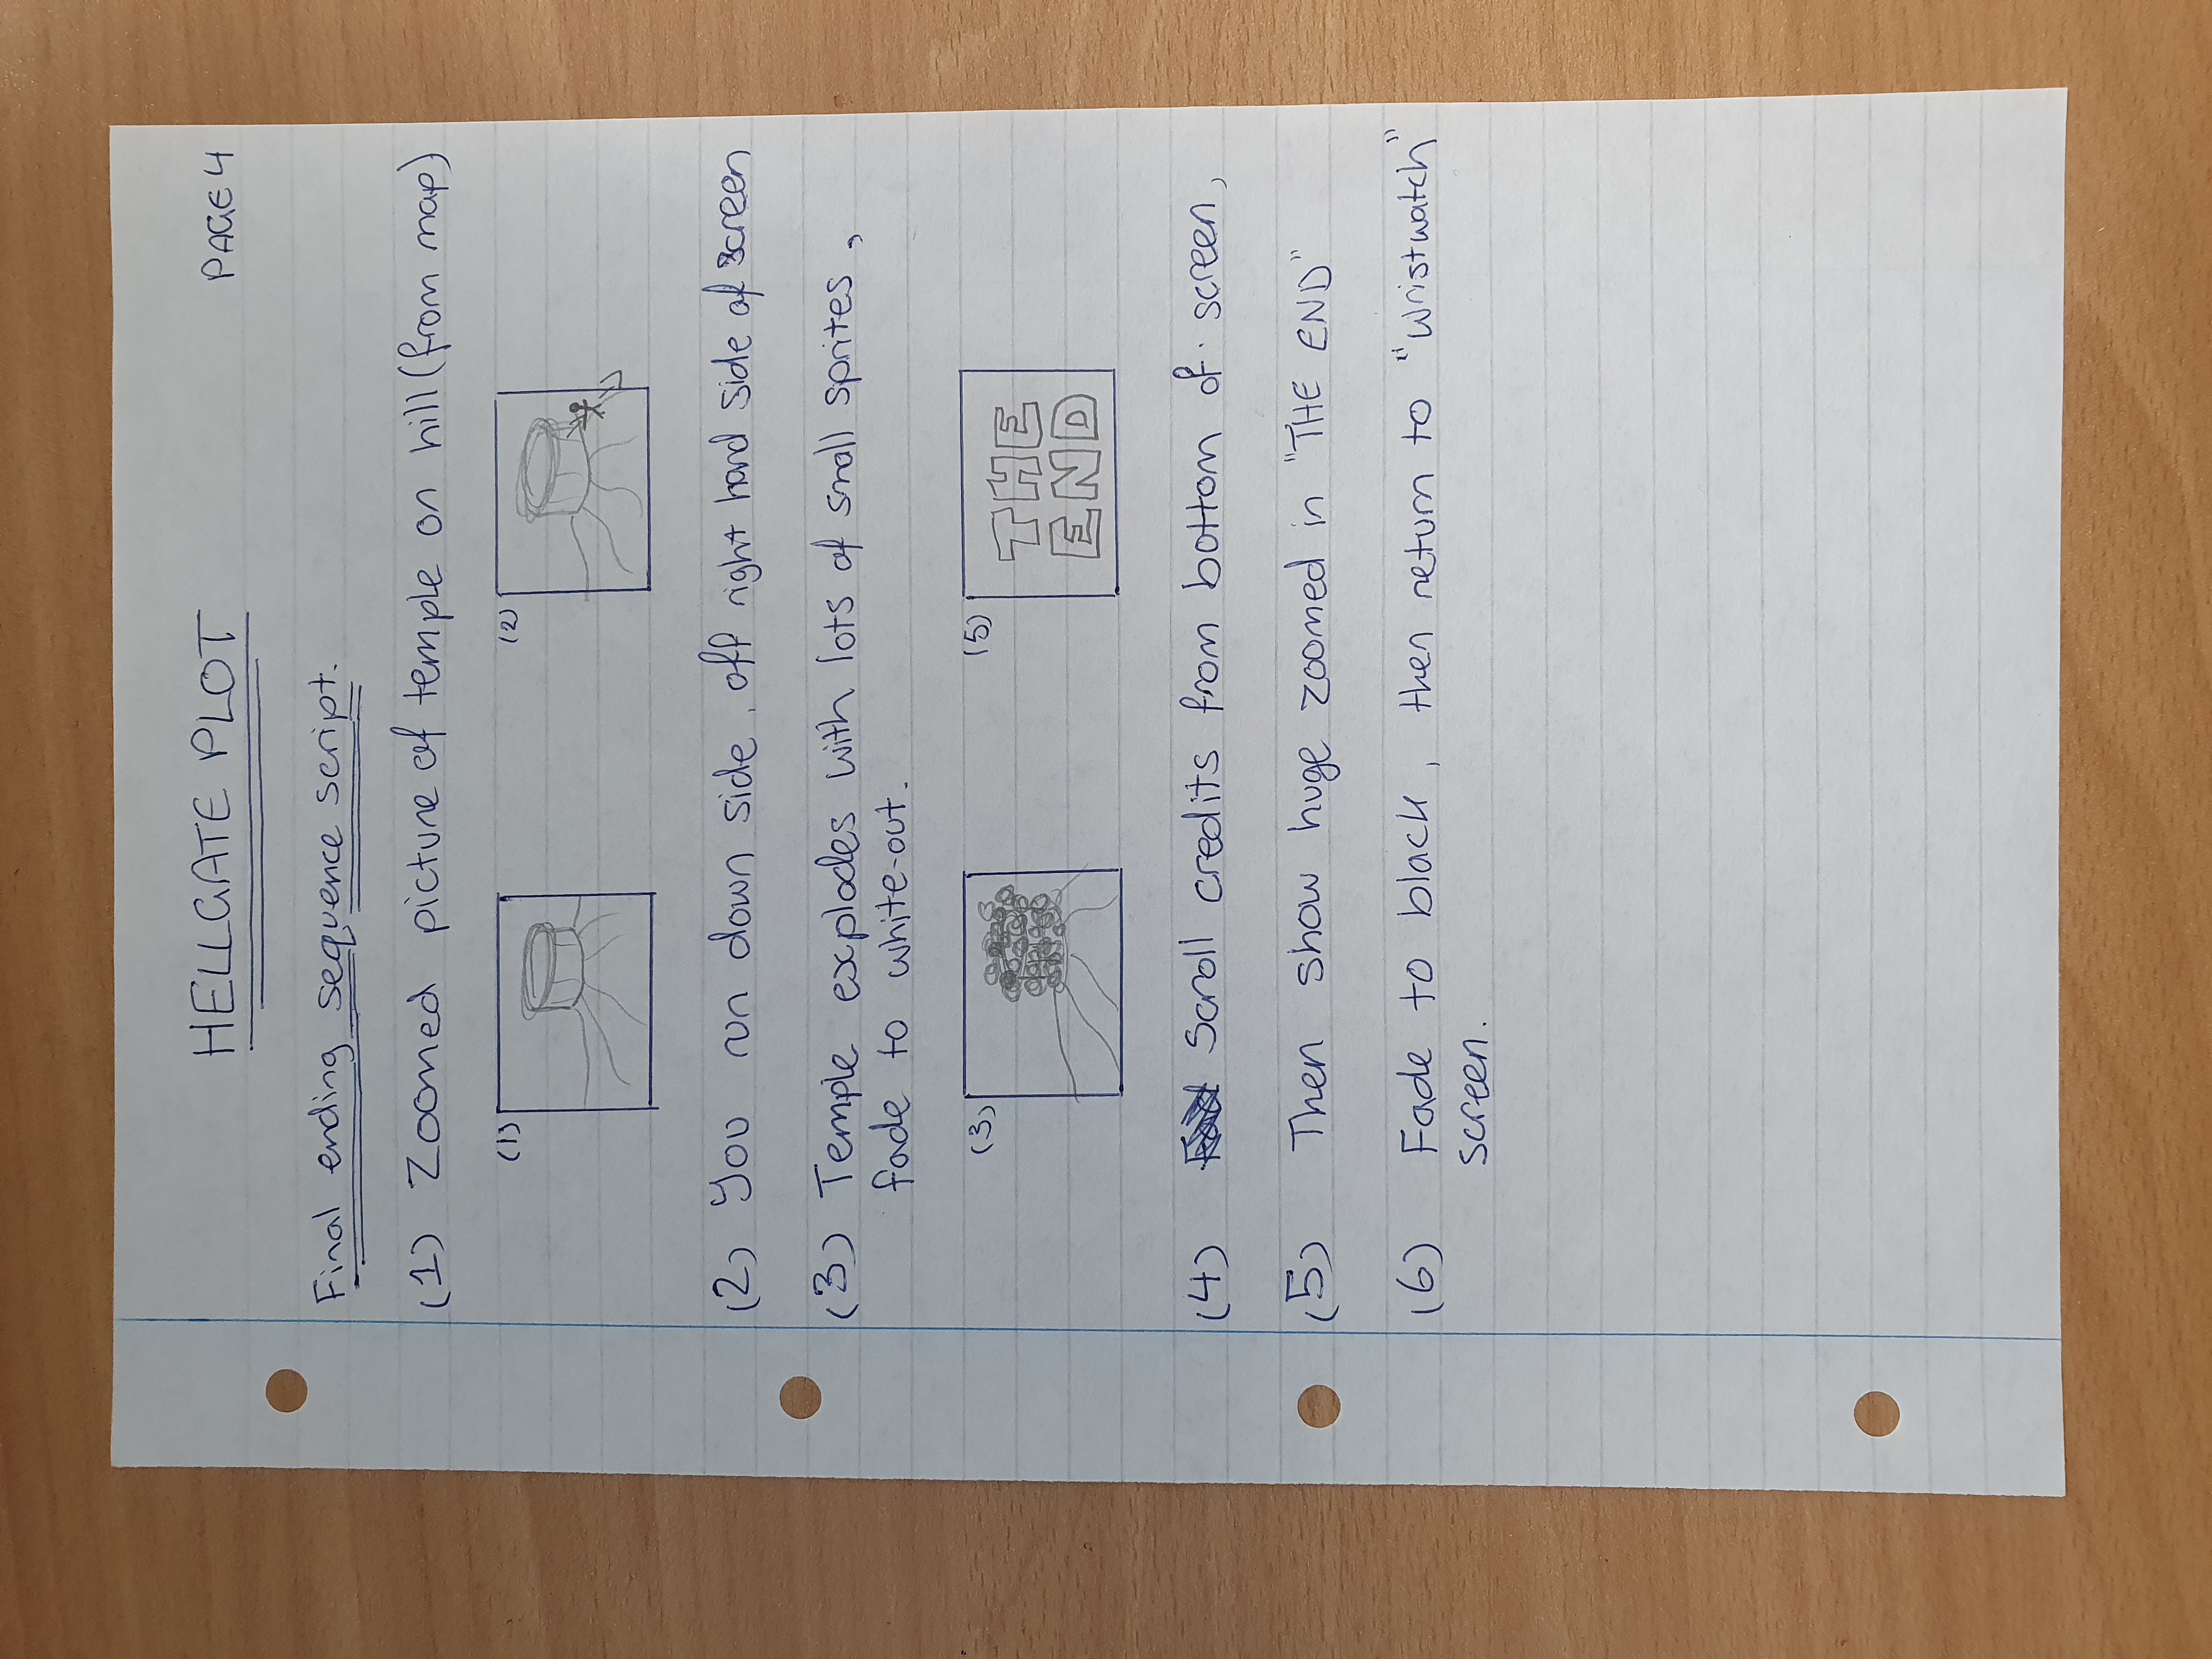 HELLGATE PLOT
PAGE 4
Final ending sequence script.
(1) Zoomed picture of temple on hill (from map)
(1)
(2)
(2) You run down side, off right hand side of screen
(3) Temple explodes with lots of small sprites,
fade to white-out.
(3)
(5)
THE
END
(4) Scroll credits from bottom of screen,
(5) Then show huge zoomed in "THE END"
(6) Fade to black, then return to "wristwatch"
screen.